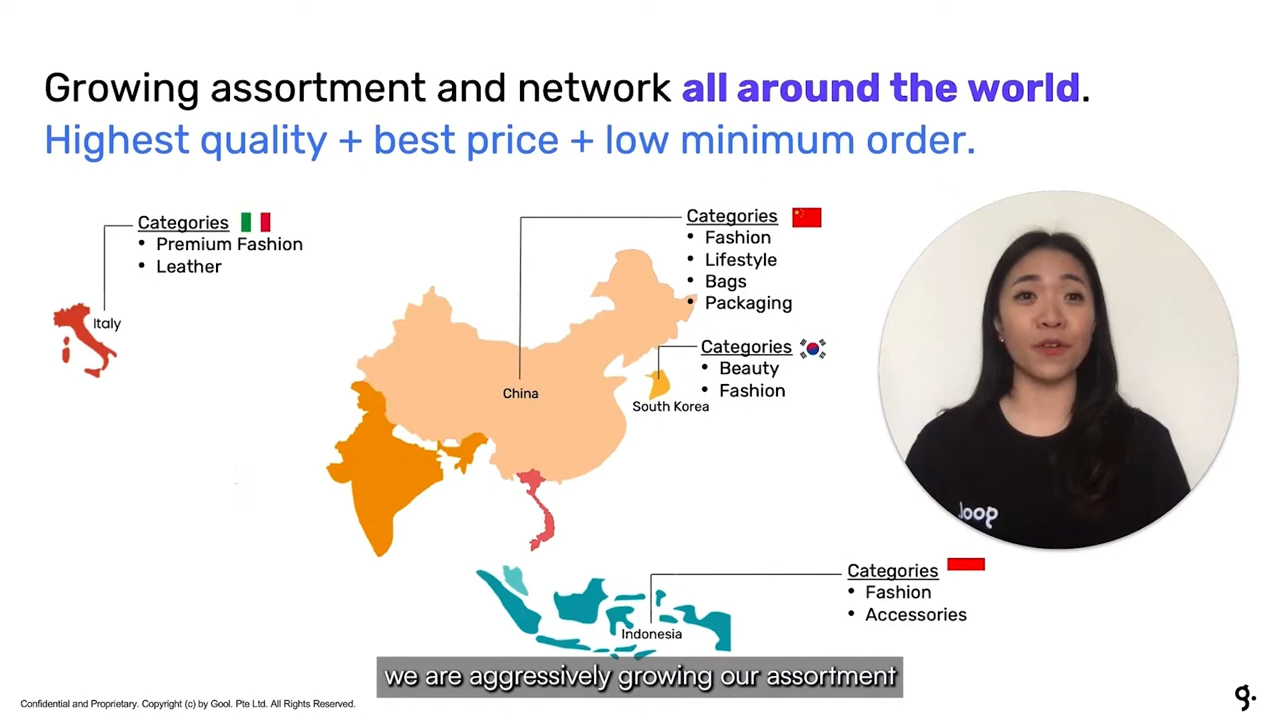 Growing assortment and network all around the world.
Highest quality + best price + low minimum order.
Categories
• Premium Fashion
• Leather
Italy
Categories
• Fashion
• Lifestyle
• Bags
• Packaging
China
Categories
• Beauty
• Fashion
South Korea
loop
Categories
• Fashion
• Accessories
Indonesia
we are aggressively growing our assortment
Confidential and Proprietary. Copyright (c) by Gool. Pte Ltd. All Rights Reserved.
g.